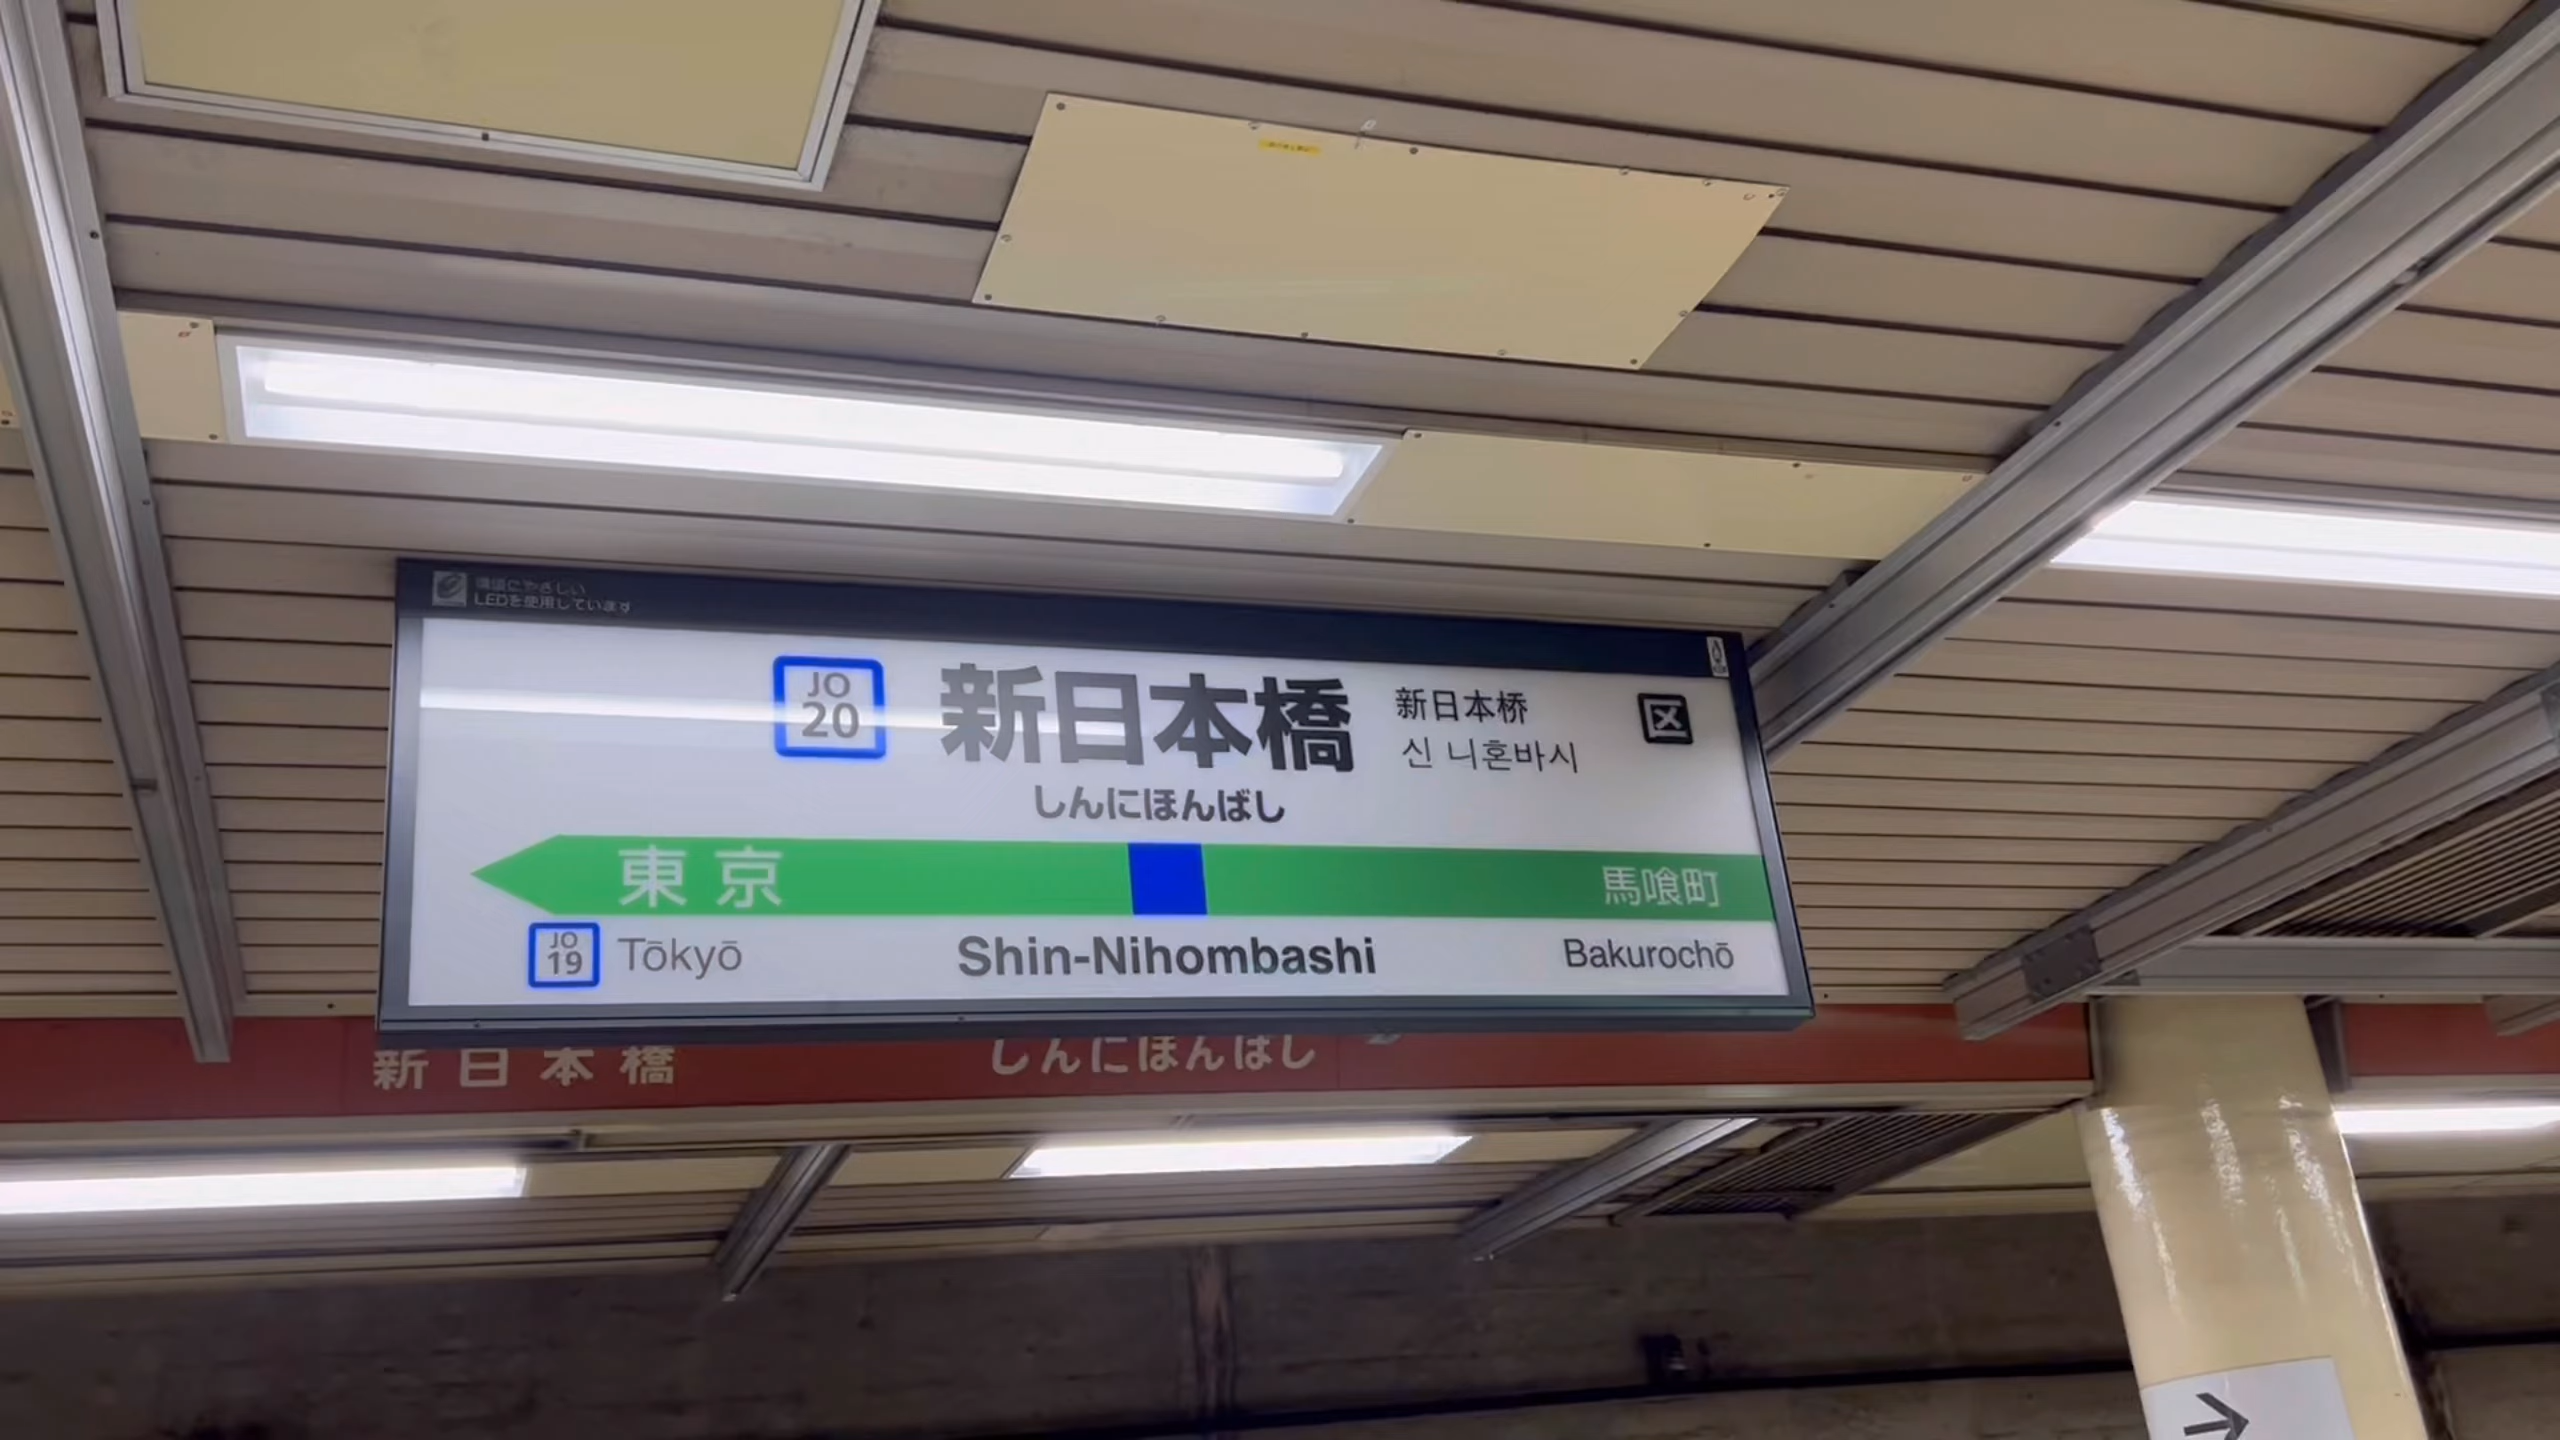 環境にやさしい
LEDを使用しています
JO
20
新日本橋
新日本桥
신 니혼바시
区
しんにほんばし
東京
馬喰町
JO
19
Tōkyō
Shin-Nihombashi
Bakurochō
新日本橋
しんにほんばし